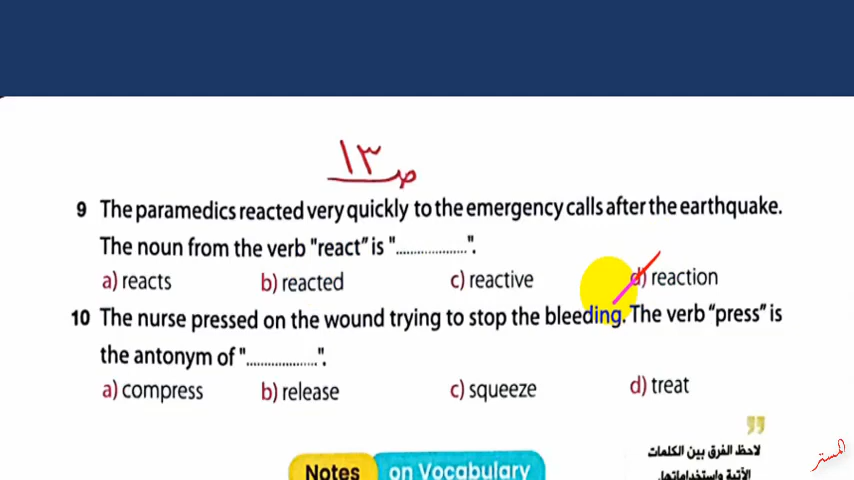 ص ١٣
9 The paramedics reacted very quickly to the emergency calls after the earthquake.
The noun from the verb "react" is "...................".
a) reacts b) reacted c) reactive d) reaction
10 The nurse pressed on the wound trying to stop the bleeding. The verb "press" is
the antonym of "...................".
a) compress b) release c) squeeze d) treat
لاحظ الفرق بين الكلمات
الآتية واستخداماتها.
Notes on Vocabulary